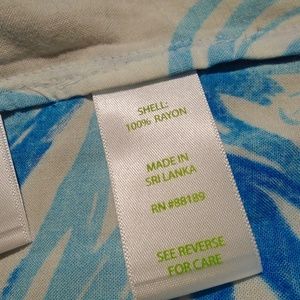 SHELL:
100% RAYON
MADE IN
SRI LANKA
RN #88189
SEE REVERSE
FOR CARE